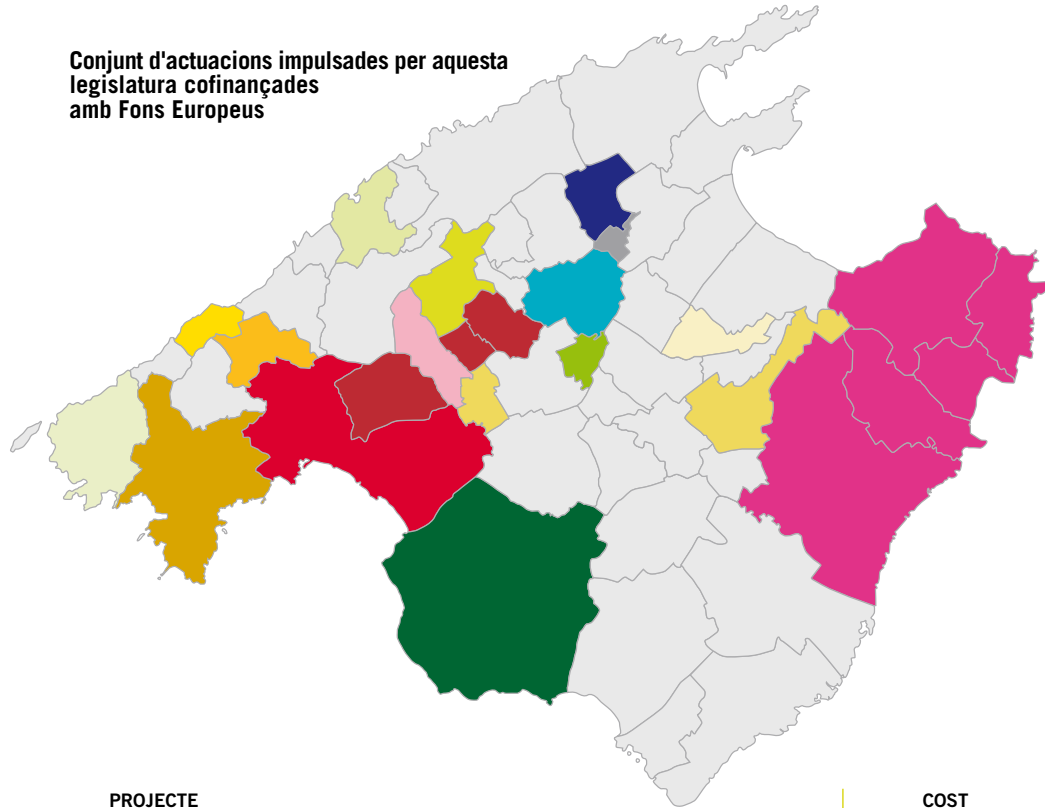 Conjunt d'actuacions impulsades per aquesta
legislatura cofinançades
amb Fons Europeus
PROJECTE
COST